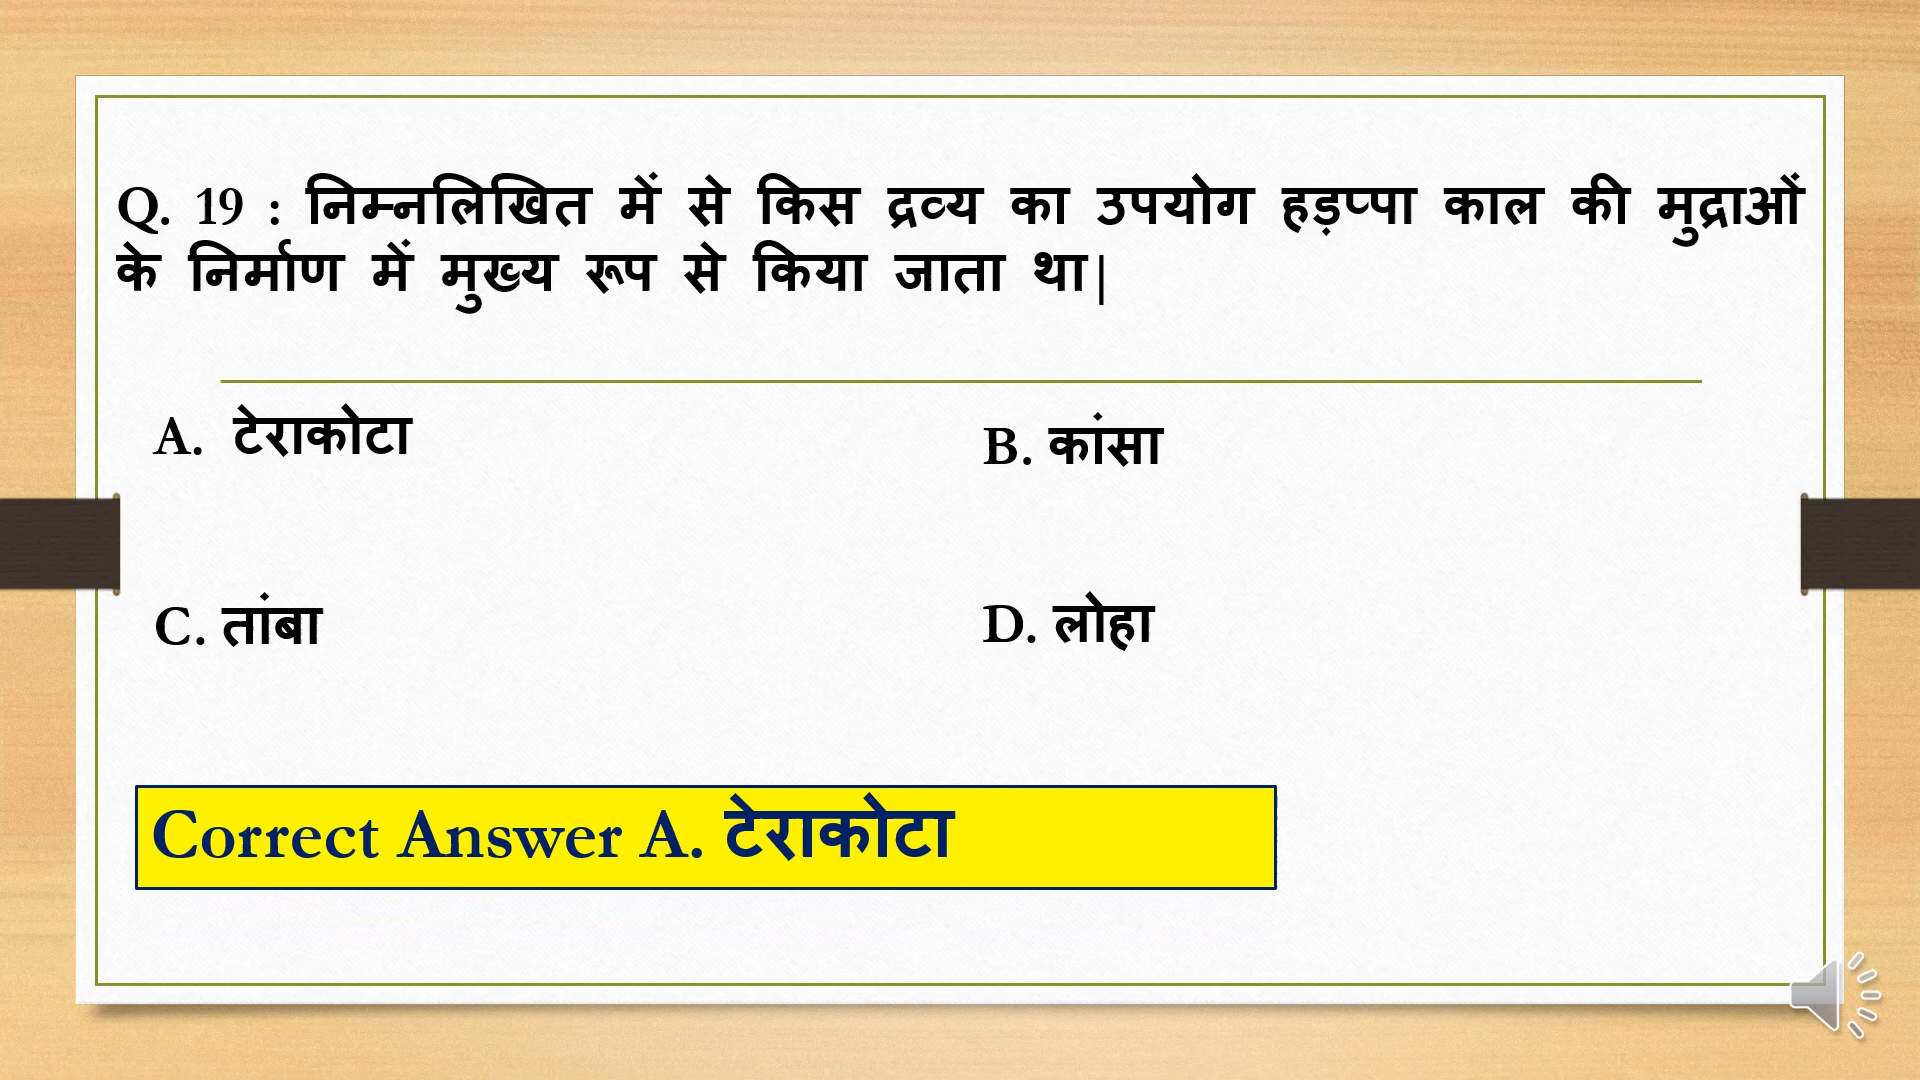 Q. 19 : निम्नलिखित में से किस द्रव्य का उपयोग हड़प्पा काल की मुद्राओं
के निर्माण में मुख्य रूप से किया जाता था|
A. टेराकोटा
B. कांसा
C. तांबा
D. लोहा
Correct Answer A. टेराकोटा